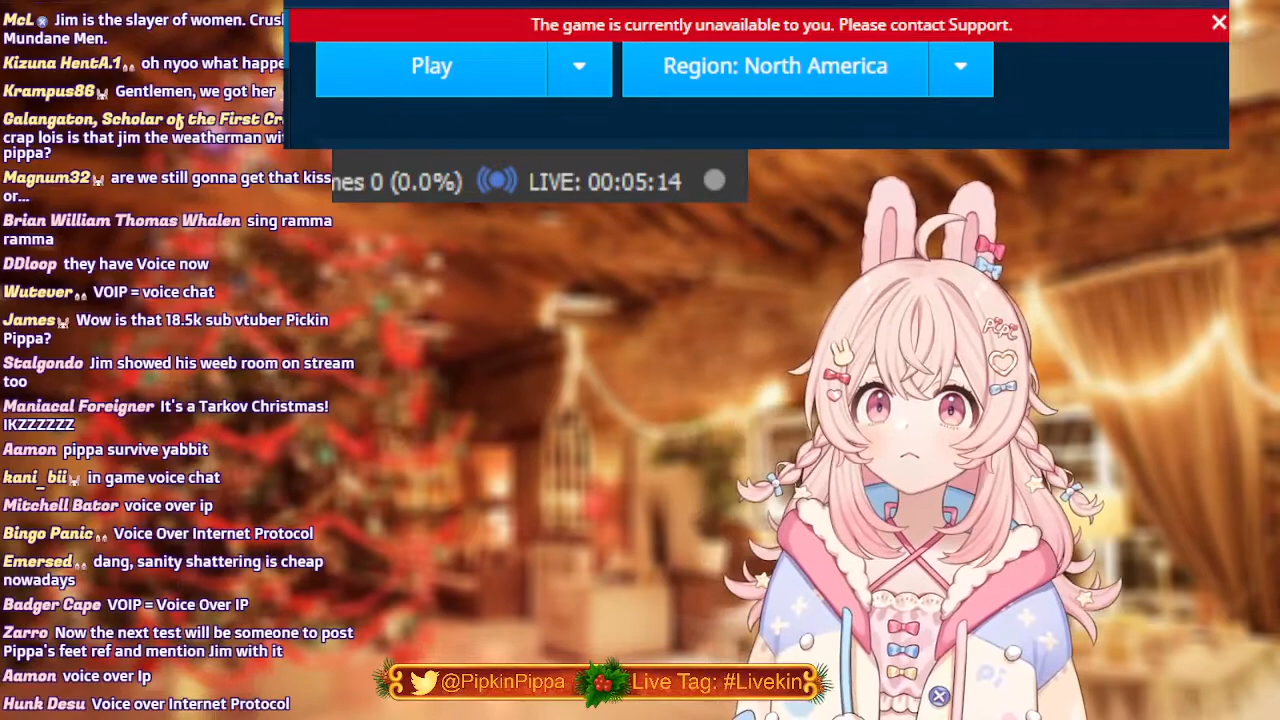 McL Jim is the slayer of women. Crush
Mundane Men.
Kizuna HentA.1 oh nyoo what happe
Krampus86 Gentlemen, we got her
Galangaton, Scholar of the First Cr
crap lois is that jim the weatherman wi
pippa?
Magnum32 are we still gonna get that kiss
or...
Brian William Thomas Whalen sing ramma
ramma
DDloop they have Voice now
Wutever VOIP = voice chat
James Wow is that 18.5k sub vtuber Pickin
Pippa?
Stalgondo Jim showed his weeb room on stream
too
Maniacal Foreigner It's a Tarkov Christmas!
IKZZZZZZ
Aamon pippa survive yabbit
kani_bii in game voice chat
Mitchell Bator voice over ip
Bingo Panic Voice Over Internet Protocol
Emersed dang, sanity shattering is cheap
nowadays
Badger Cape VOIP = Voice Over IP
Zarro Now the next test will be someone to post
Pippa's feet ref and mention Jim with it
Aamon voice over Ip
Hunk Desu Voice over Internet Protocol
The game is currently unavailable to you. Please contact Support.
Play
Region: North America
nes 0 (0.0%) LIVE: 00:05:14
@PipkinPippa Live Tag: #Livekin